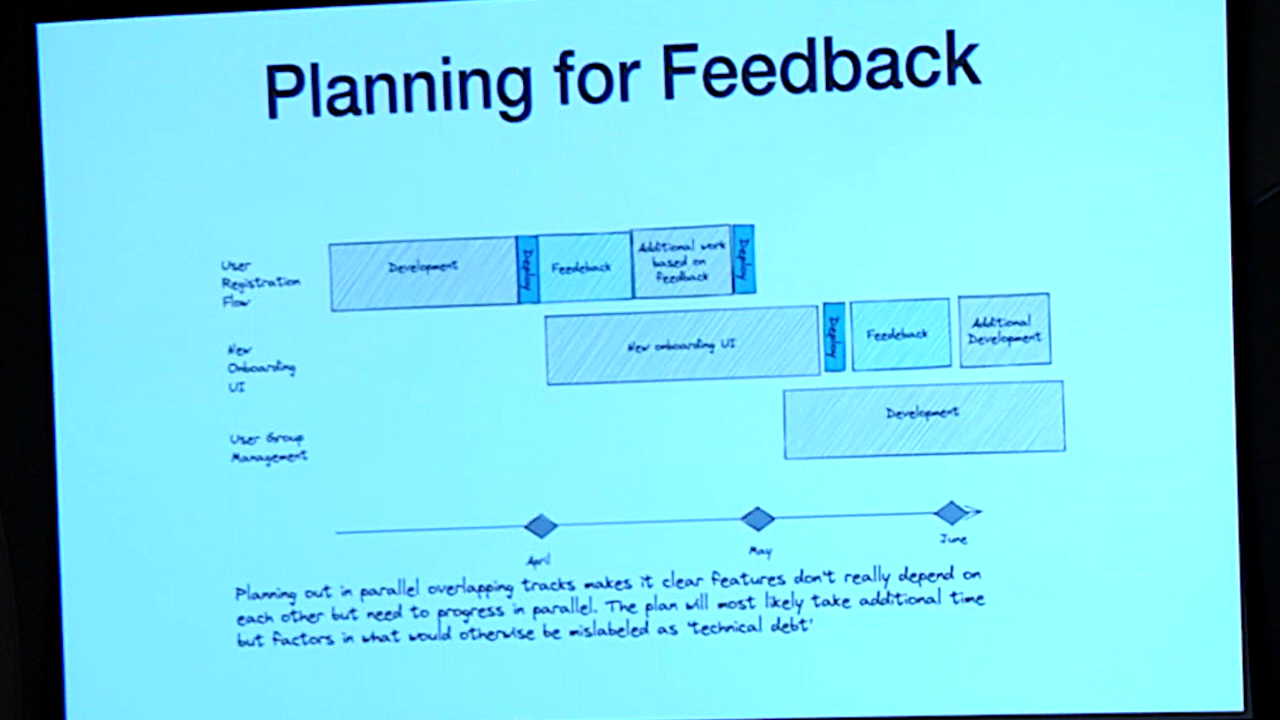 Planning for Feedback
User
Registration
Flow
Development
Deploy
Feedeback
Additional work
based on
feedback
Deploy
New
Onboarding
UI
New onboarding UI
Deploy
Feedeback
Additional
Development
User Group
Management
Development
April
May
June
Planning out in parallel overlapping tracks makes it clear features don't really depend on
each other but need to progress in parallel. The plan will most likely take additional time
but factors in what would otherwise be mislabeled as 'technical debt'